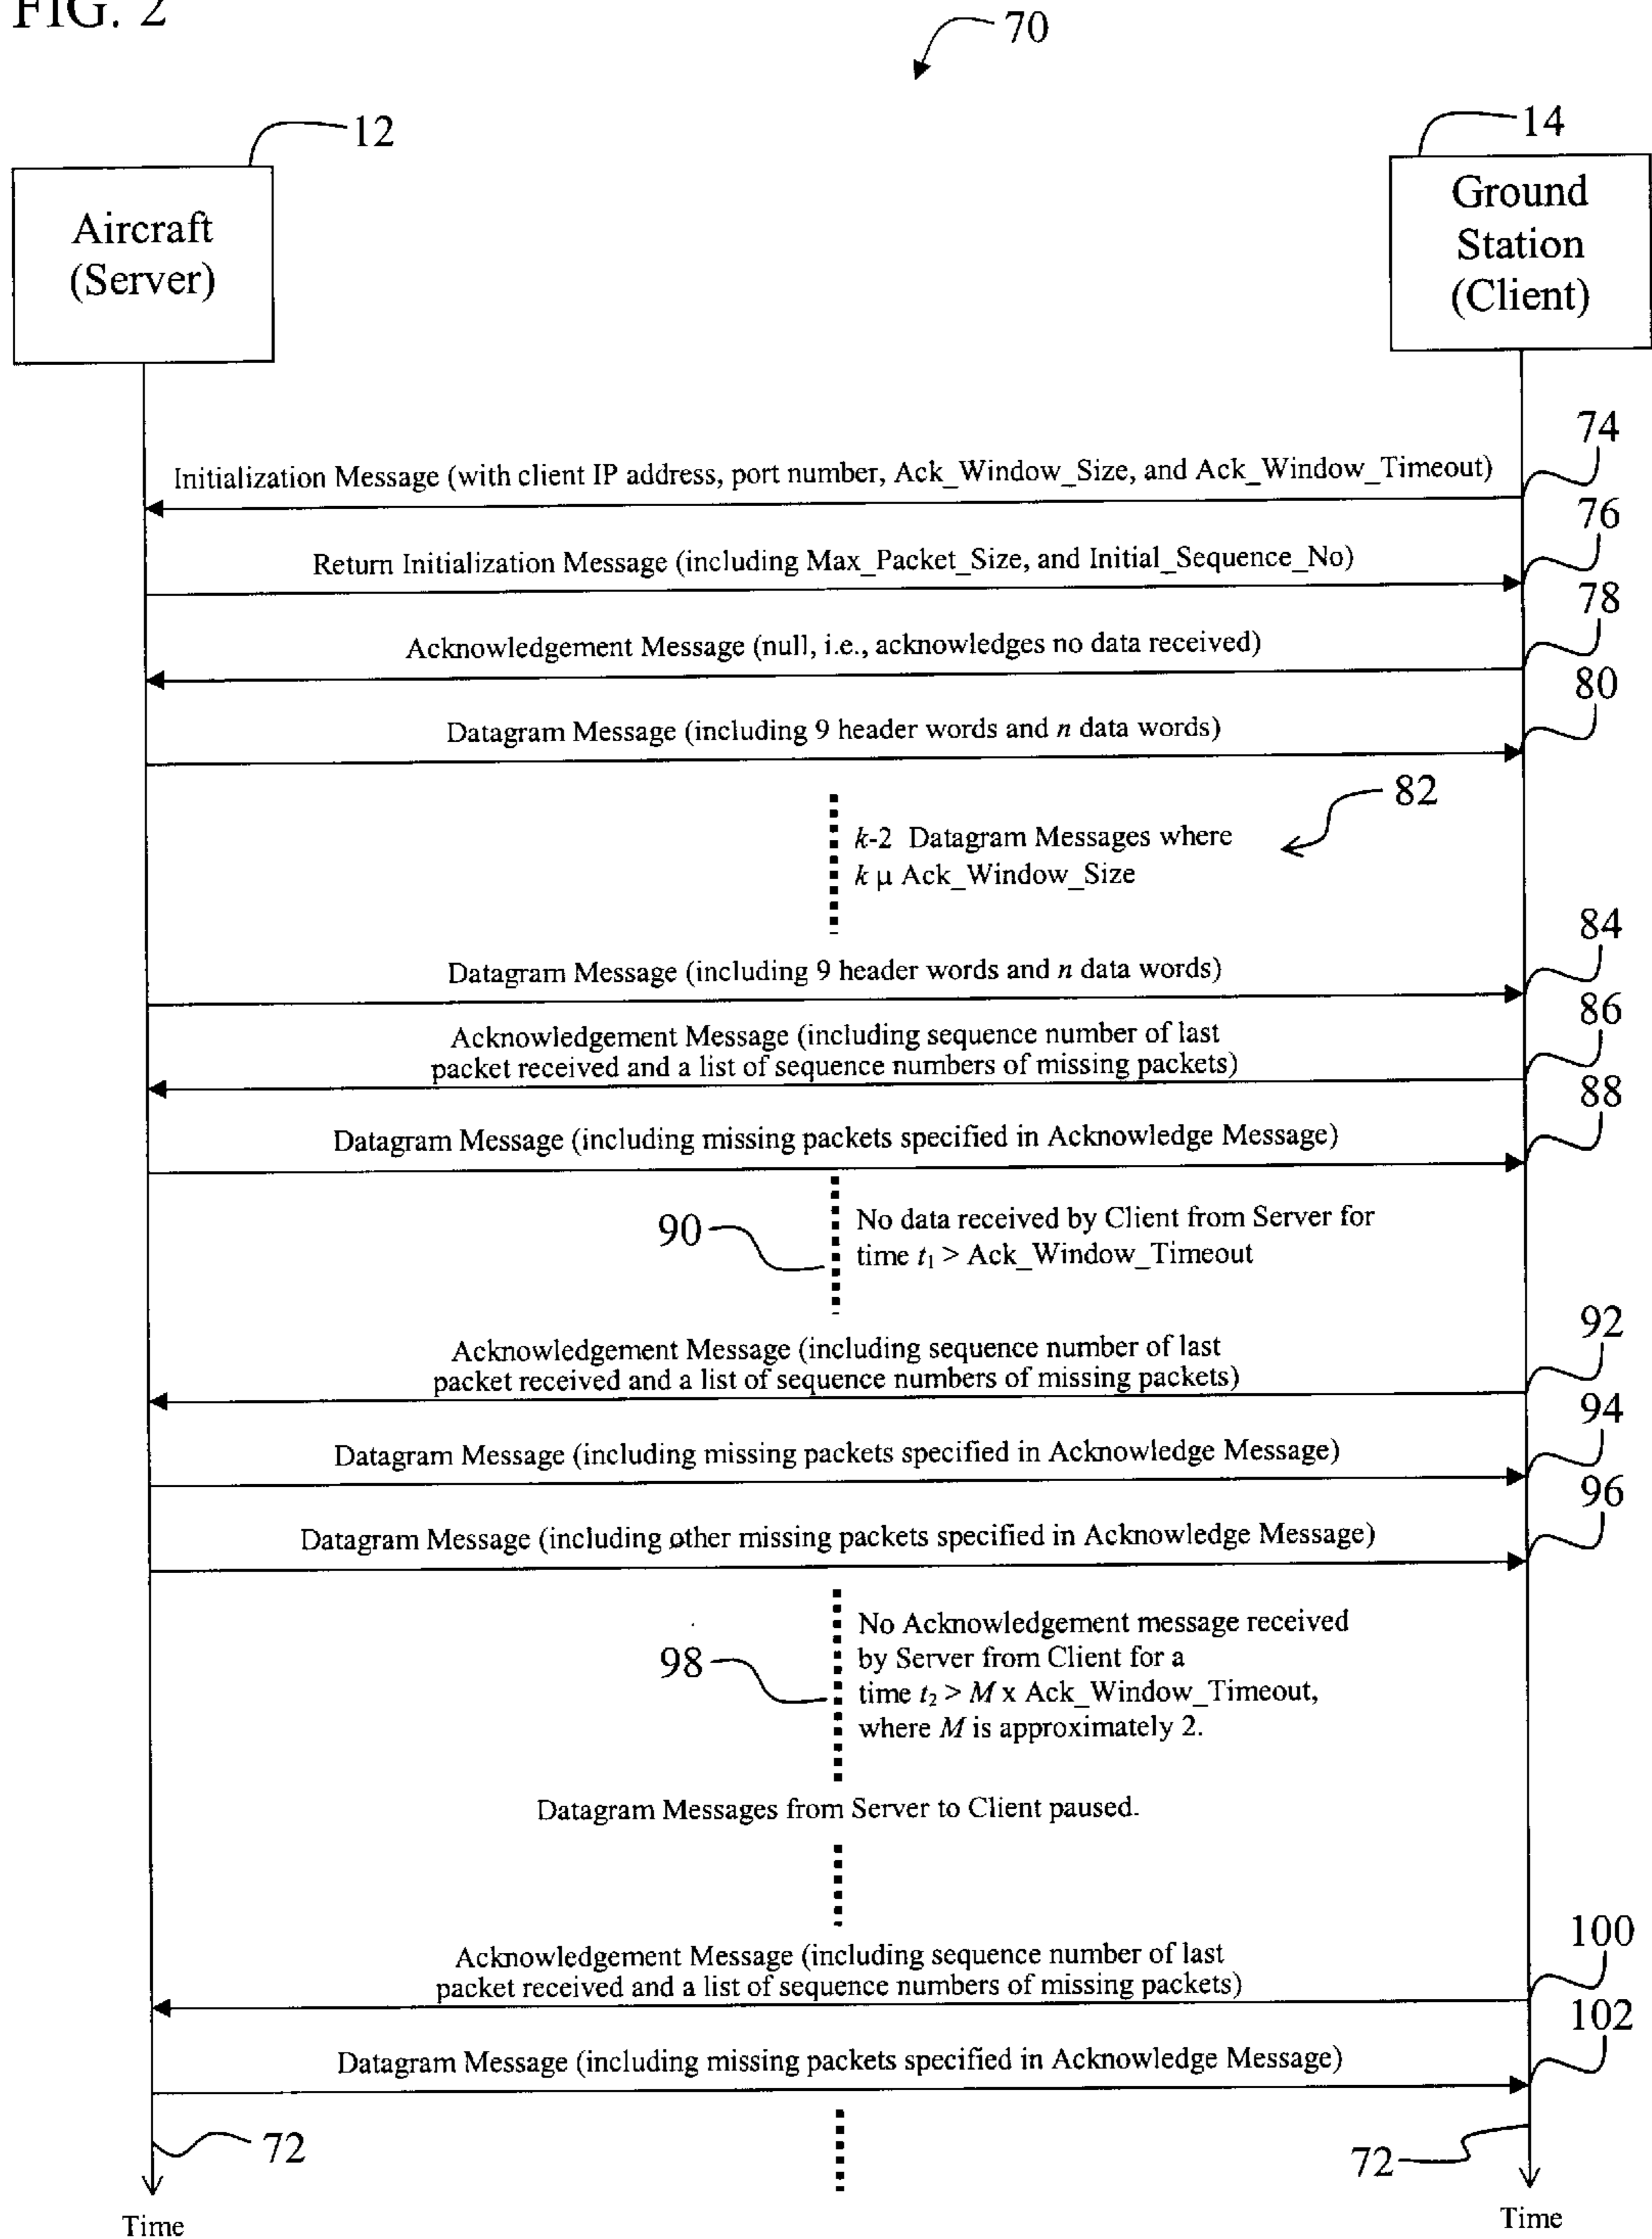 FIG. 2
70
12
14
Aircraft
(Server)
Ground
Station
(Client)
74
Initialization Message (with client IP address, port number, Ack_Window_Size, and Ack_Window_Timeout)
76
Return Initialization Message (including Max_Packet_Size, and Initial_Sequence_No)
78
Acknowledgement Message (null, i.e., acknowledges no data received)
80
Datagram Message (including 9 header words and n data words)
82
k-2 Datagram Messages where
k µ Ack_Window_Size
84
Datagram Message (including 9 header words and n data words)
86
Acknowledgement Message (including sequence number of last
packet received and a list of sequence numbers of missing packets)
88
Datagram Message (including missing packets specified in Acknowledge Message)
90
No data received by Client from Server for
time t1 > Ack_Window_Timeout
92
Acknowledgement Message (including sequence number of last
packet received and a list of sequence numbers of missing packets)
94
Datagram Message (including missing packets specified in Acknowledge Message)
96
Datagram Message (including other missing packets specified in Acknowledge Message)
98
No Acknowledgement message received
by Server from Client for a
time t2 > M x Ack_Window_Timeout,
where M is approximately 2.
Datagram Messages from Server to Client paused.
100
Acknowledgement Message (including sequence number of last
packet received and a list of sequence numbers of missing packets)
102
Datagram Message (including missing packets specified in Acknowledge Message)
72
72
Time
Time